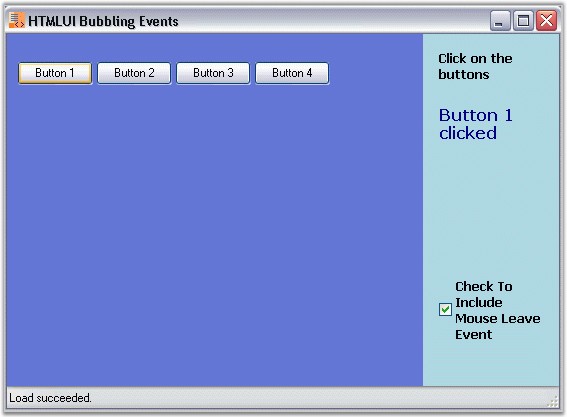 HTMLUI Bubbling Events
Button 1
Button 2
Button 3
Button 4
Click on the
buttons
Button 1
clicked
Check To
Include
Mouse Leave
Event
Load succeeded.